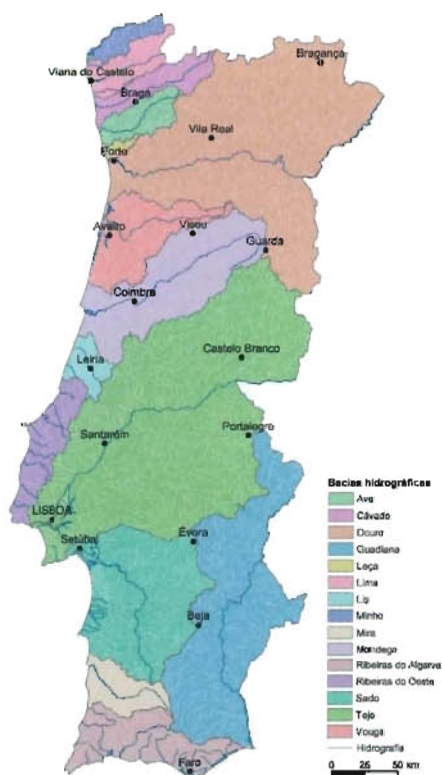 Bragança
Viana do Castelo
Braga
Vila Real
Porto
Aveiro
Viseu
Guarda
Coimbra
Leiria
Castelo Branco
Santarém
Portalegre
LISBOA
Setúbal
Évora
Beja
Faro
Bacias hidrográficas
Ave
Cávado
Douro
Guadiana
Leça
Lima
Lis
Minho
Mira
Mondego
Ribeiras do Algarve
Ribeiras do Oeste
Sado
Tejo
Vouga
Hidrografia
0 25 50 km